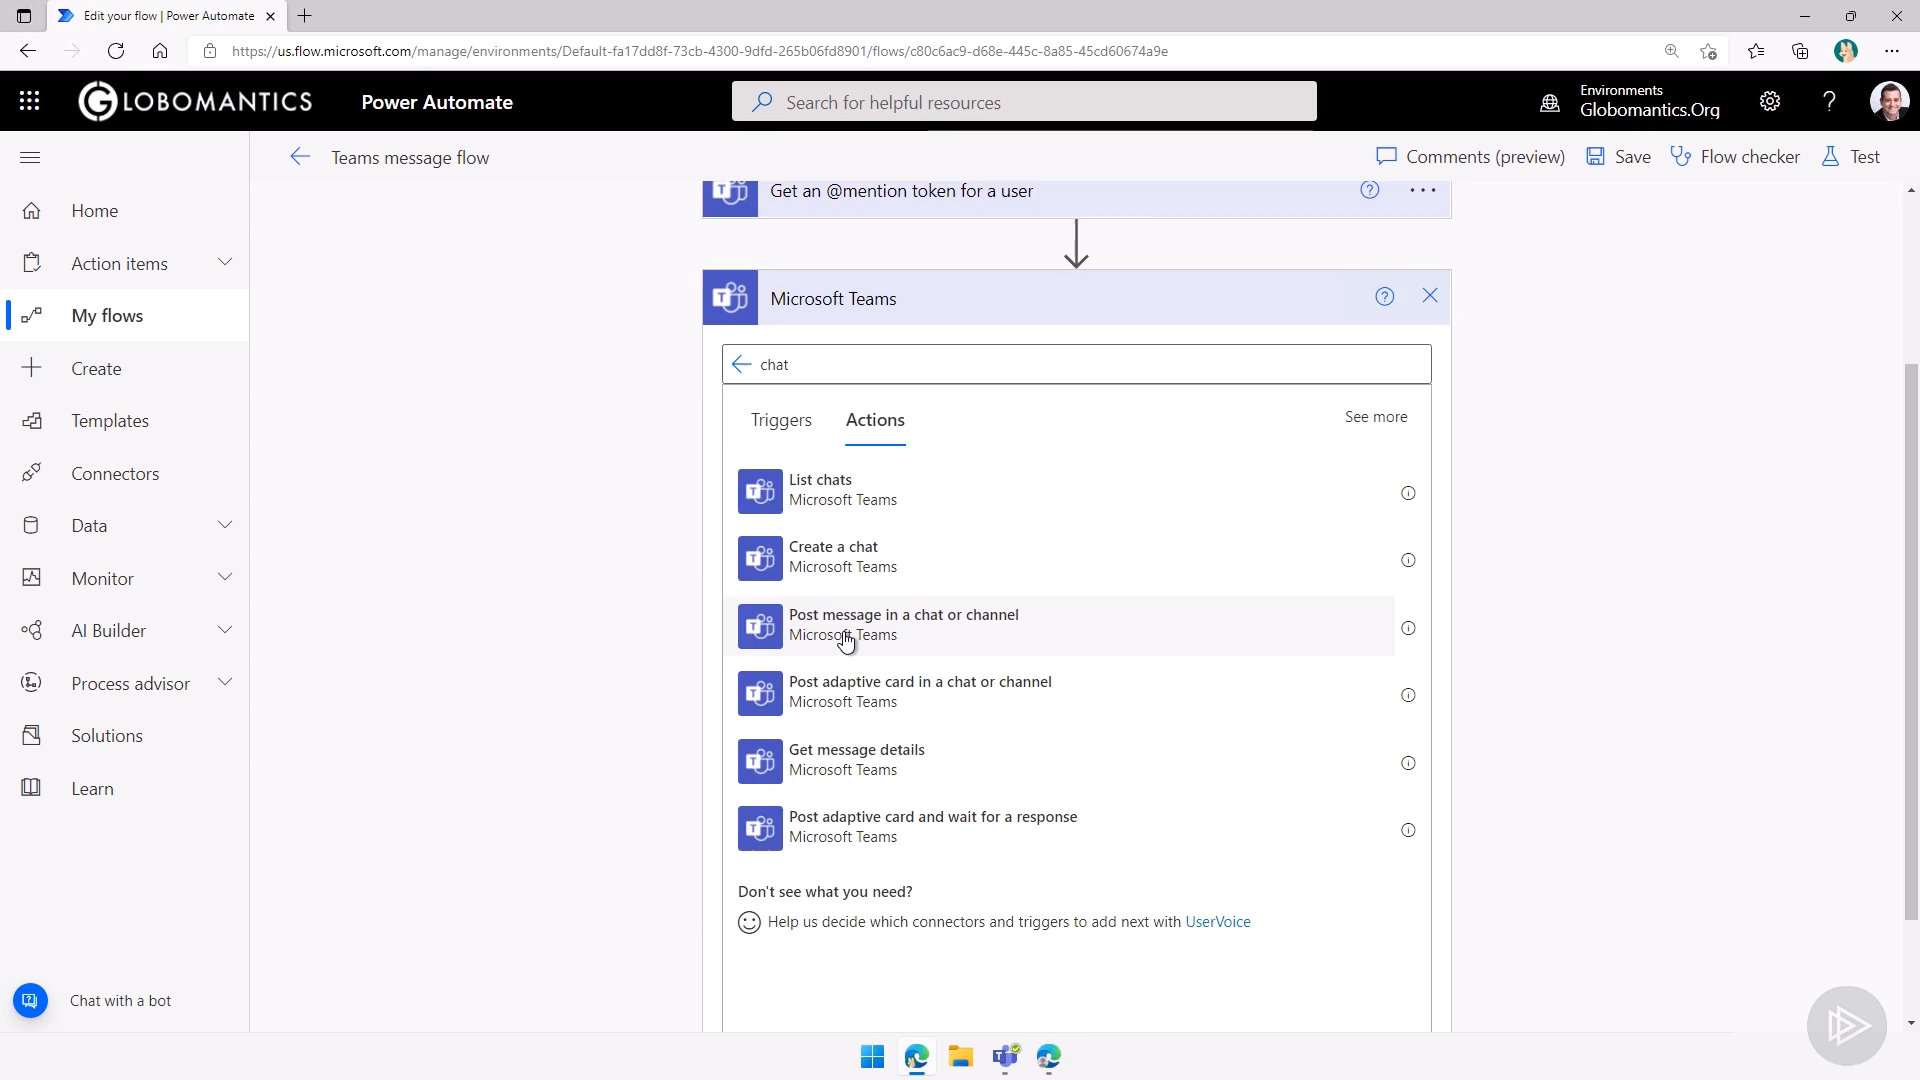 Edit your flow | Power Automate
https://us.flow.microsoft.com/manage/environments/Default-fa17dd8f-73cb-4300-9dfd-265b06fd8901/flows/c80c6ac9-d68e-445c-8a85-45cd60674a9e
GLOBOMANTICS
Power Automate
Search for helpful resources
Environments
Globomantics.Org
Teams message flow
Comments (preview)
Save
Flow checker
Test
Home
Action items
My flows
Create
Templates
Connectors
Data
Monitor
AI Builder
Process advisor
Solutions
Learn
Chat with a bot
Get an @mention token for a user
Microsoft Teams
chat
Triggers
Actions
See more
List chats
Microsoft Teams
Create a chat
Microsoft Teams
Post message in a chat or channel
Microsoft Teams
Post adaptive card in a chat or channel
Microsoft Teams
Get message details
Microsoft Teams
Post adaptive card and wait for a response
Microsoft Teams
Don't see what you need?
Help us decide which connectors and triggers to add next with UserVoice